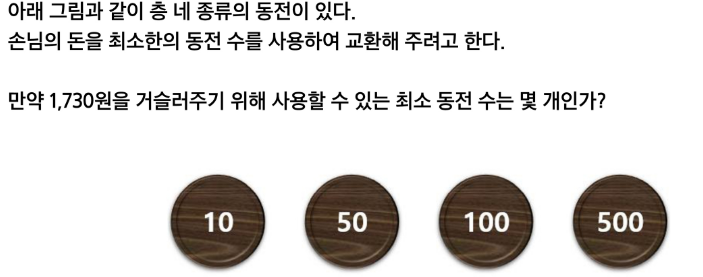 아래 그림과 같이 층 네 종류의 동전이 있다.
손님의 돈을 최소한의 동전 수를 사용하여 교환해 주려고 한다.
만약 1,730원을 거슬러주기 위해 사용할 수 있는 최소 동전 수는 몇 개인가?
10 50 100 500